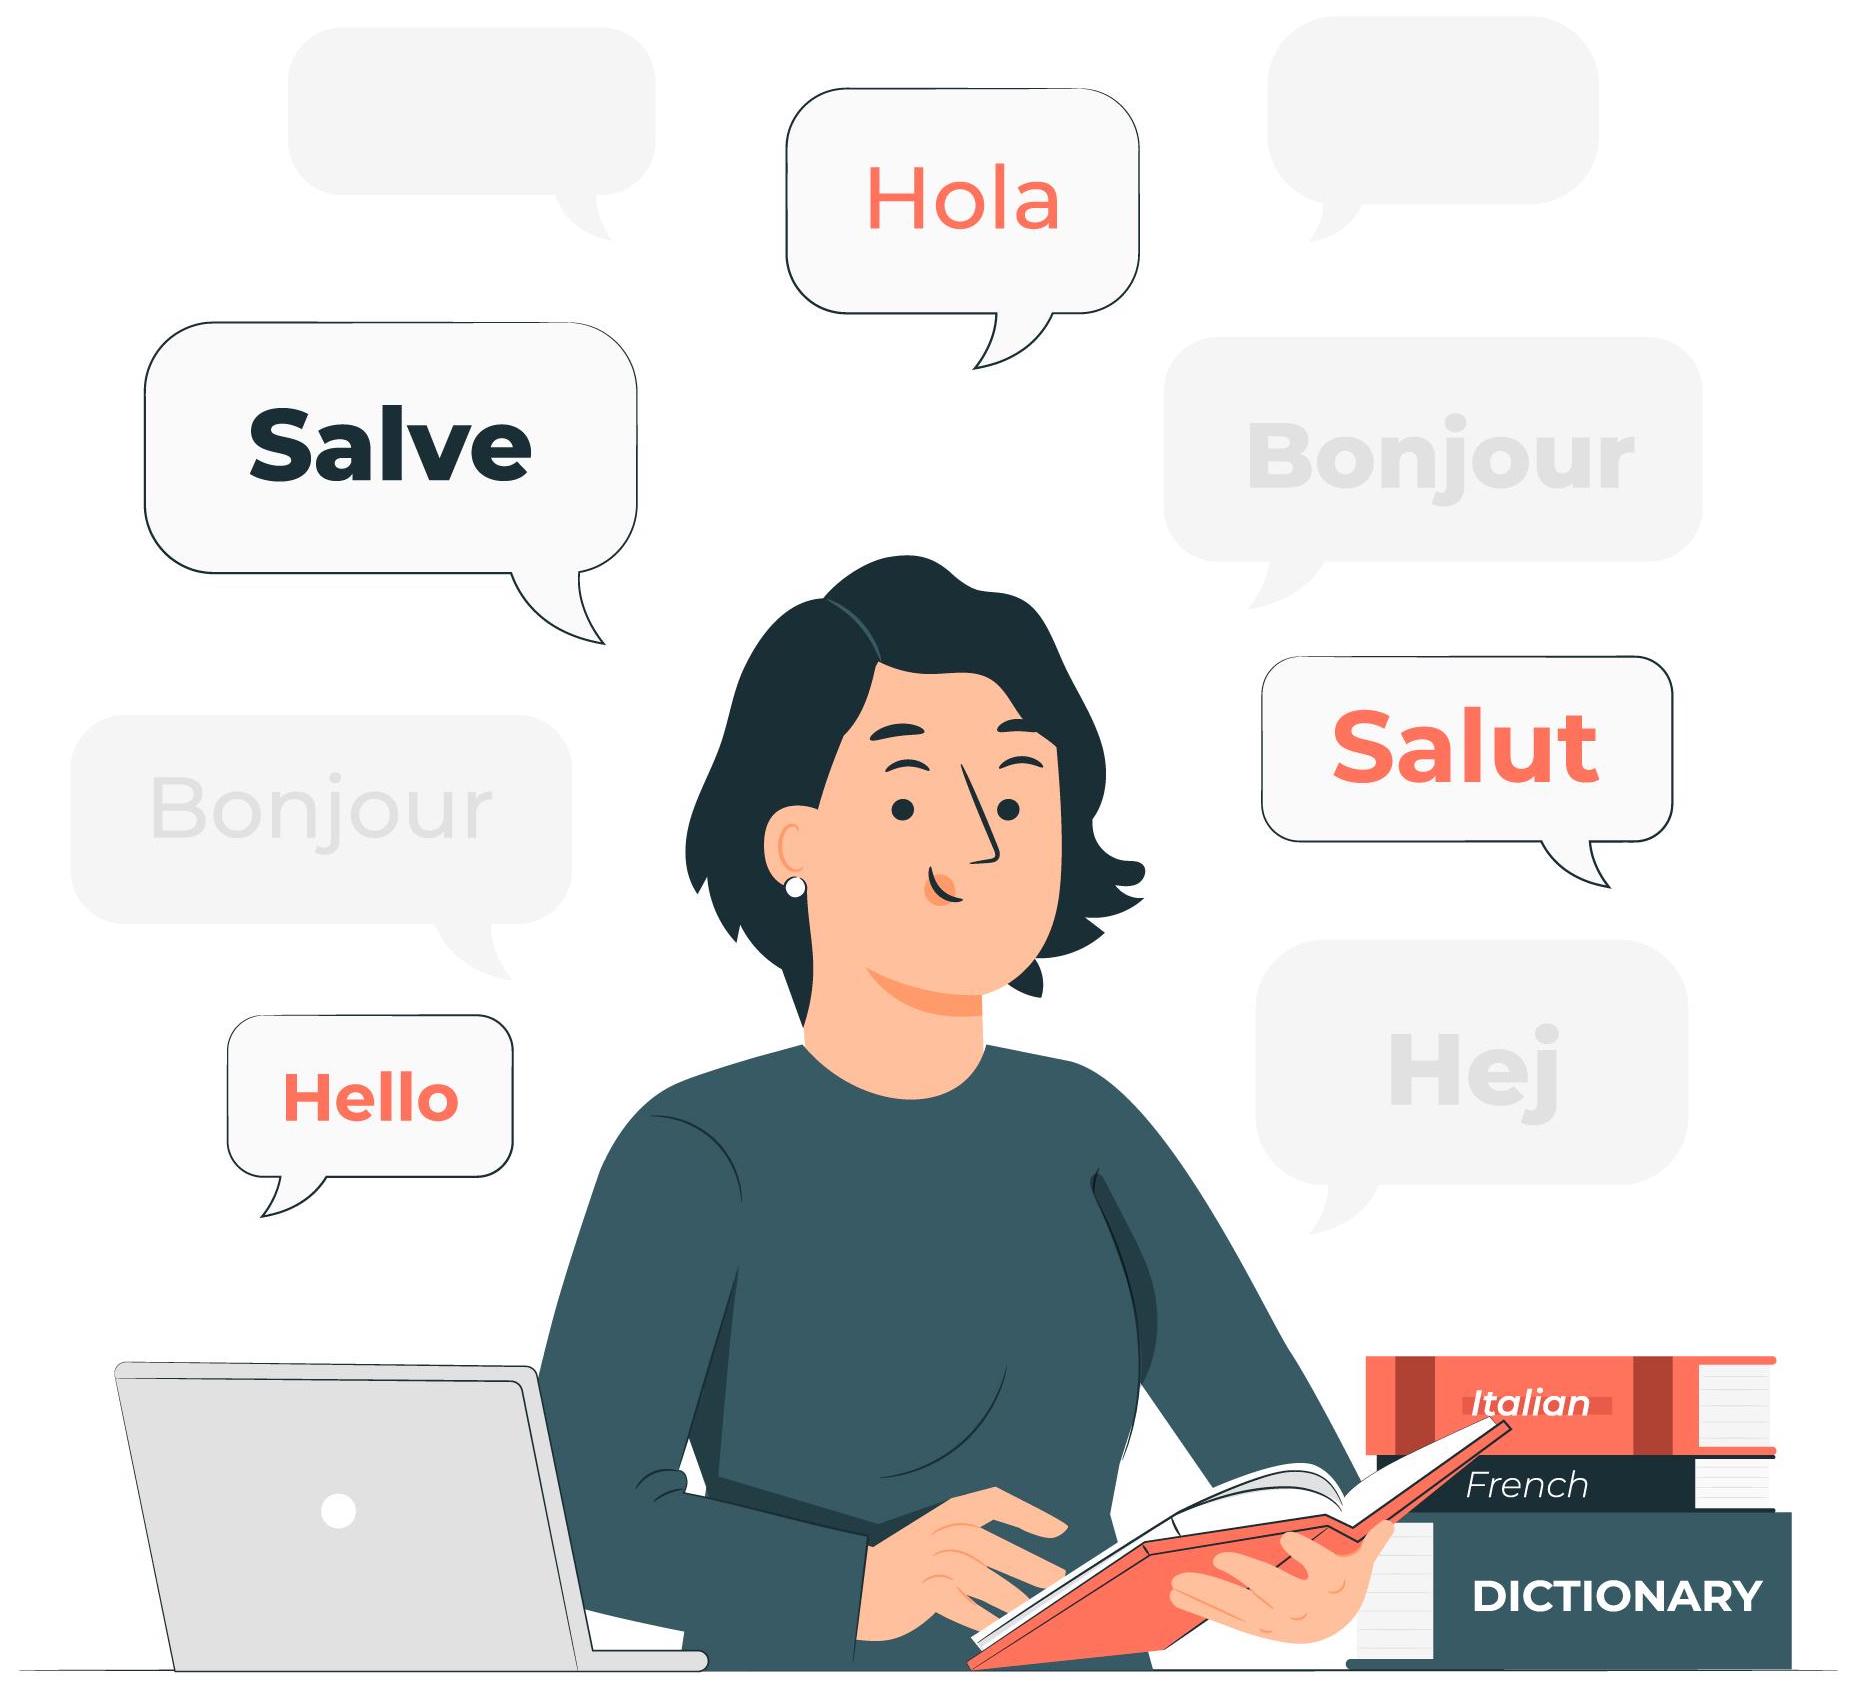 Hola
Salve
Bonjour
Salut
Bonjour
Hej
Hello
Italian
French
DICTIONARY